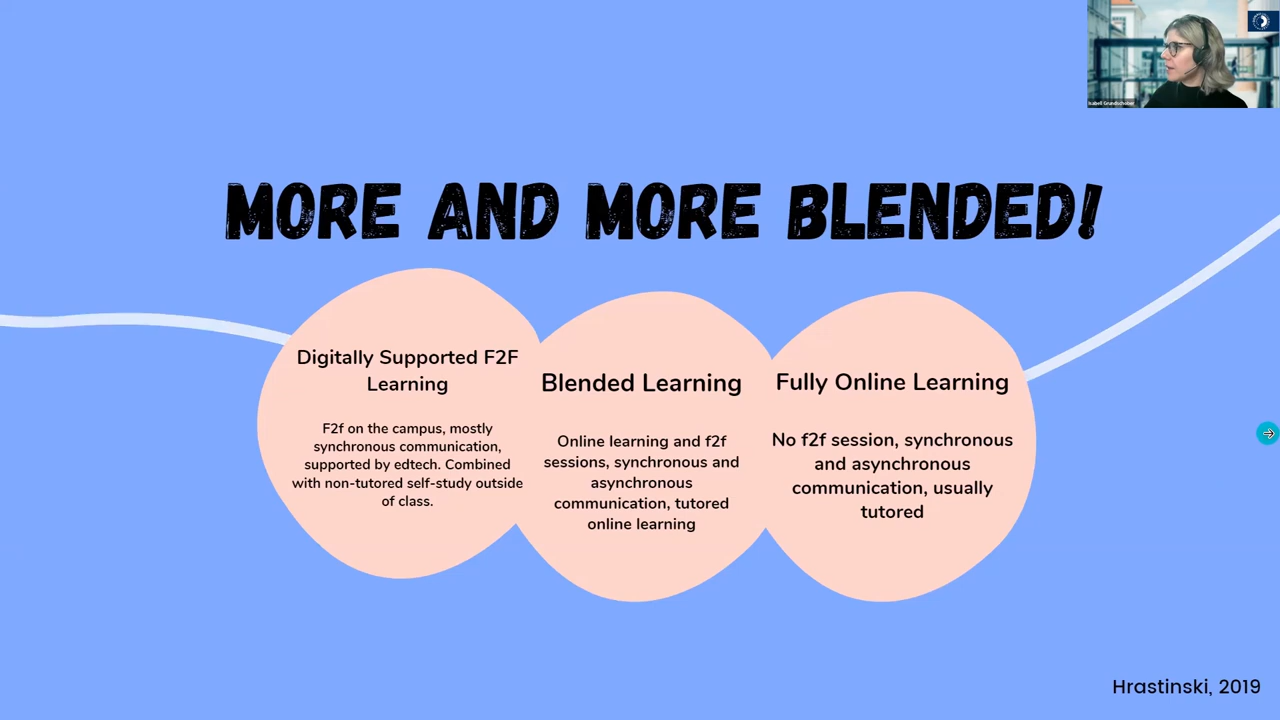 Isabell Grundschober
MORE AND MORE BLENDED!
Digitally Supported F2F
Learning
F2f on the campus, mostly
synchronous communication,
supported by edtech. Combined
with non-tutored self-study outside
of class.
Blended Learning
Online learning and f2f
sessions, synchronous and
asynchronous
communication, tutored
online learning
Fully Online Learning
No f2f session, synchronous
and asynchronous
communication, usually
tutored
Hrastinski, 2019